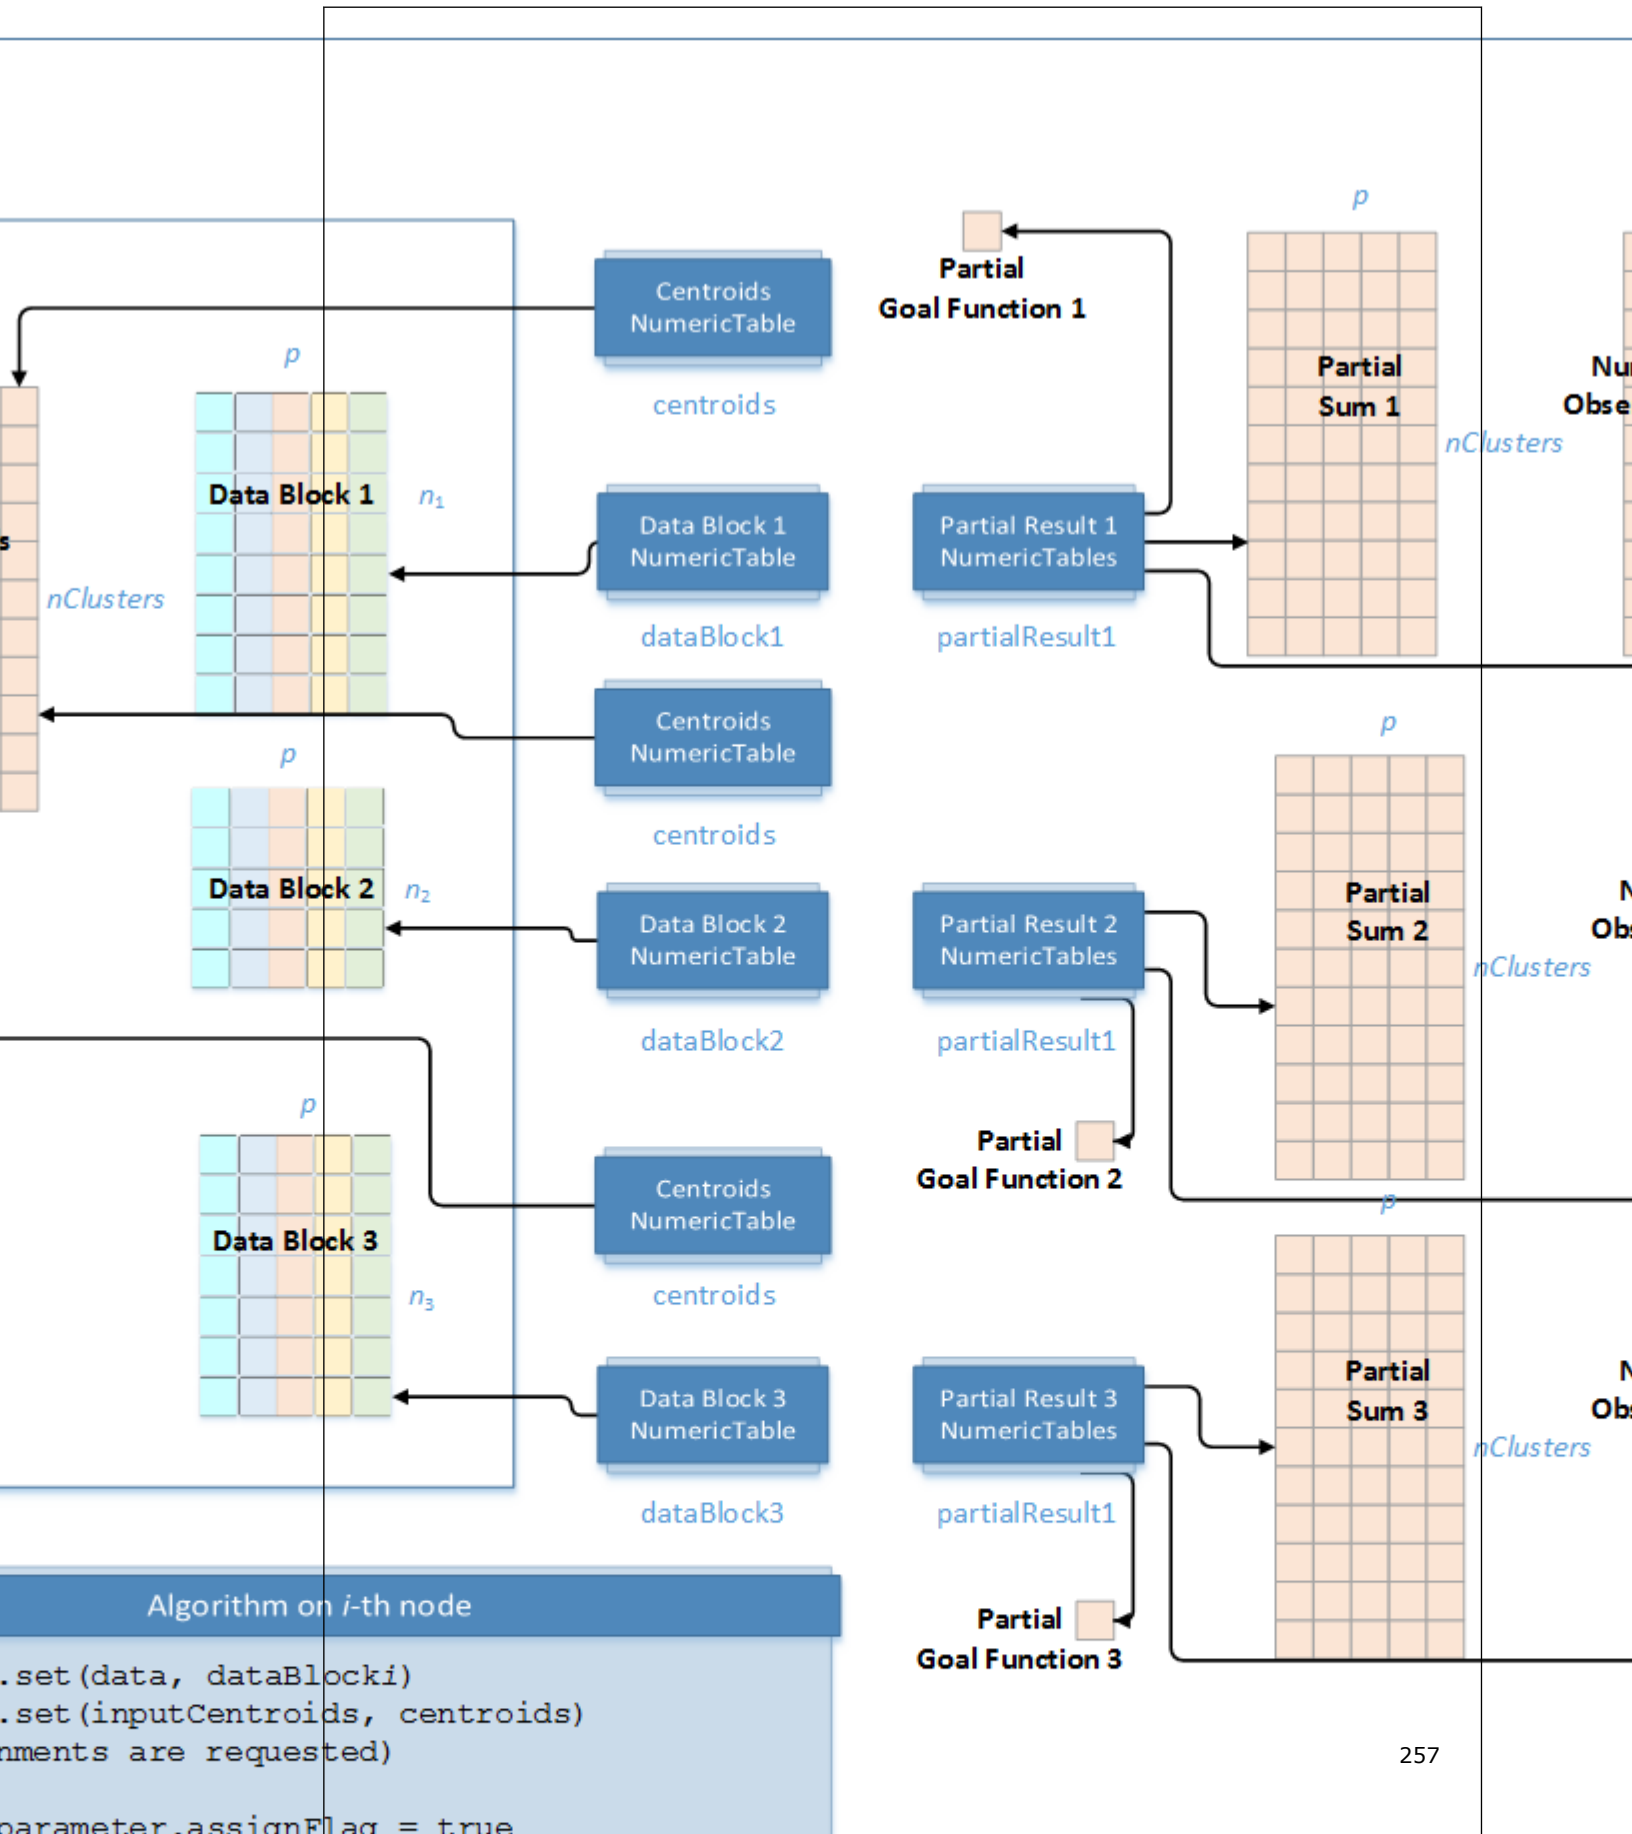 p
Partial
Goal Function 1
Centroids
NumericTable
p
Partial
Sum 1
centroids
nClusters
Data Block 1
n1
Data Block 1
NumericTable
Partial Result 1
NumericTables
s
nClusters
dataBlock1
partialResult1
Centroids
NumericTable
p
p
centroids
Data Block 2
n2
Data Block 2
NumericTable
Partial Result 2
NumericTables
Partial
Sum 2
nClusters
dataBlock2
partialResult1
p
Partial
Goal Function 2
Centroids
NumericTable
p
Data Block 3
centroids
n3
Data Block 3
NumericTable
Partial Result 3
NumericTables
Partial
Sum 3
nClusters
dataBlock3
partialResult1
Algorithm on i-th node
Partial
Goal Function 3
.set(data, dataBlocki)
.set(inputCentroids, centroids)
nments are requested)
parameter.assignFlag = true
257